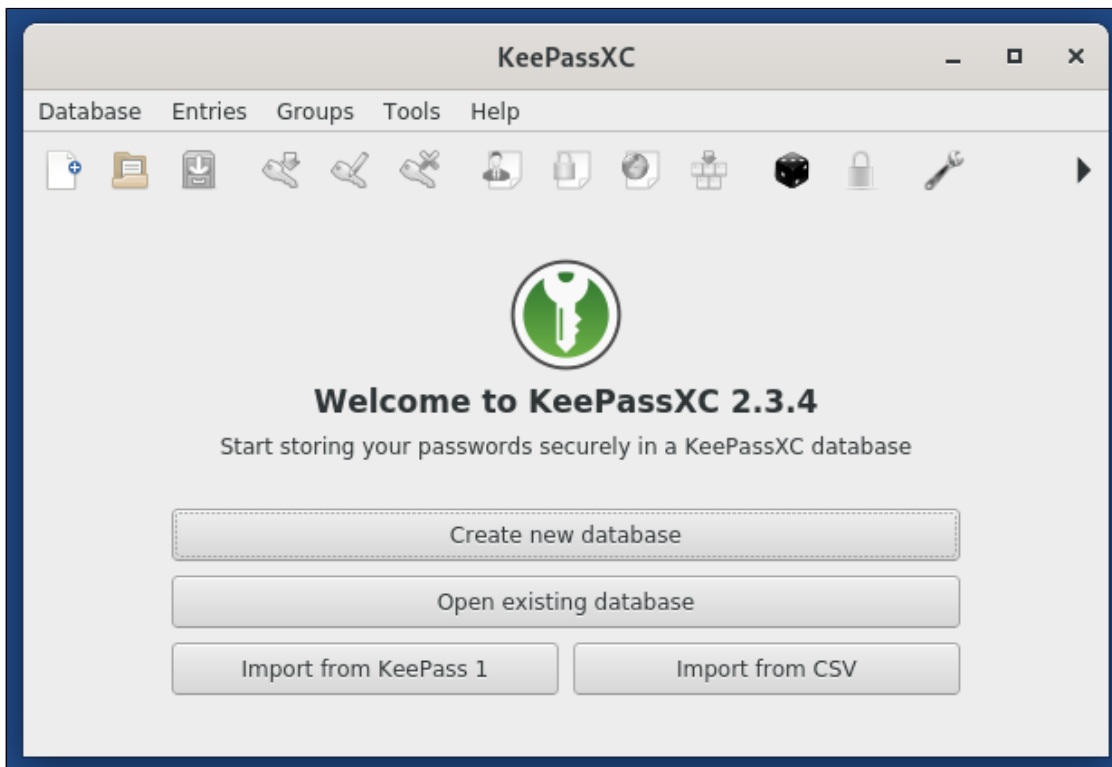 KeePassXC
Database Entries Groups Tools Help
Welcome to KeePassXC 2.3.4
Start storing your passwords securely in a KeePassXC database
Create new database
Open existing database
Import from KeePass 1 Import from CSV